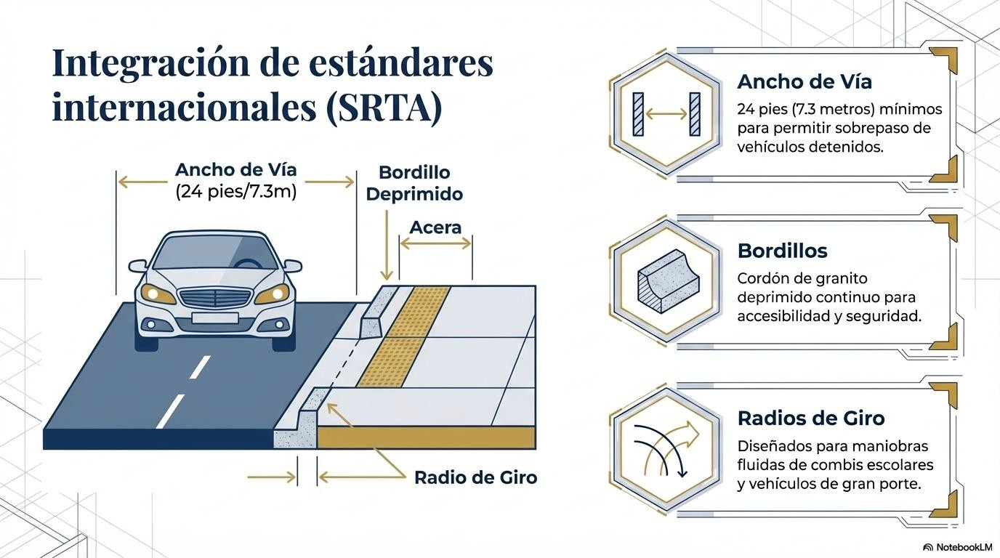 Integración de estándares
internacionales (SRTA)
Ancho de Vía
(24 pies/7.3m)
Bordillo
Deprimido
Acera
Radio de Giro
Ancho de Vía
24 pies (7.3 metros) mínimos
para permitir sobrepaso de
vehículos detenidos.
Bordillos
Cordón de granito
deprimido continuo para
accesibilidad y seguridad.
Radios de Giro
Diseñados para maniobras
fluidas de combis escolares
y vehículos de gran porte.
NotebookLM